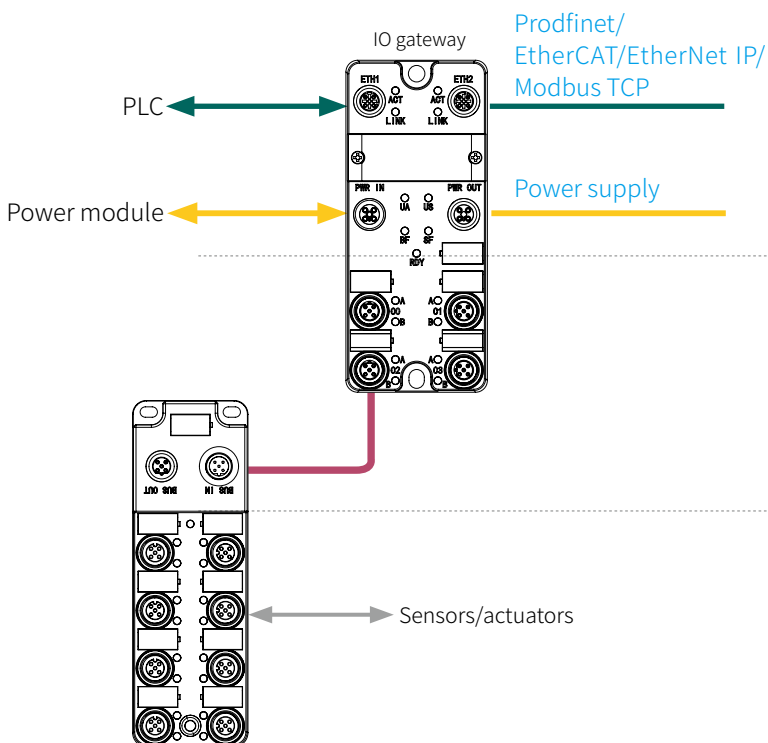 IO gateway
Prodfinet/
EtherCAT/EtherNet IP/
Modbus TCP
ETH1
ETH2
ACT
ACT
LINK
LINK
PLC
PWR IN
PWR OUT
Power module
Power supply
UA
US
BF
SF
RDY
A
00
B
A
01
B
A
02
B
A
03
B
BUS OUT
BUS IN
Sensors/actuators